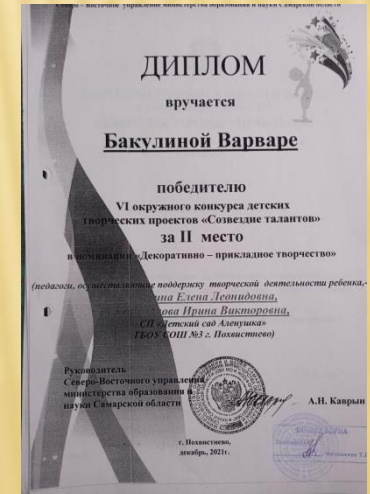 Северо – Восточное управление министерства образования и науки Самарской области
ДИПЛОМ
вручается
Бакулиной Варваре
победителю
VI окружного конкурса детских
творческих проектов «Созвездие талантов»
за II место
в номинации «Декоративно – прикладное творчество»
(педагоги, осуществляющие поддержку творческой деятельности ребенка,-
Елена Леонидовна,
Ирина Викторовна,
СП «Детский сад Аленушка»
ГБОУ СОШ №3 г. Похвистнево)
Руководитель
Северо-Восточного управления
министерства образования и
науки Самарской области
А.Н. Каврын
г. Похвистнево,
декабрь, 2021г.